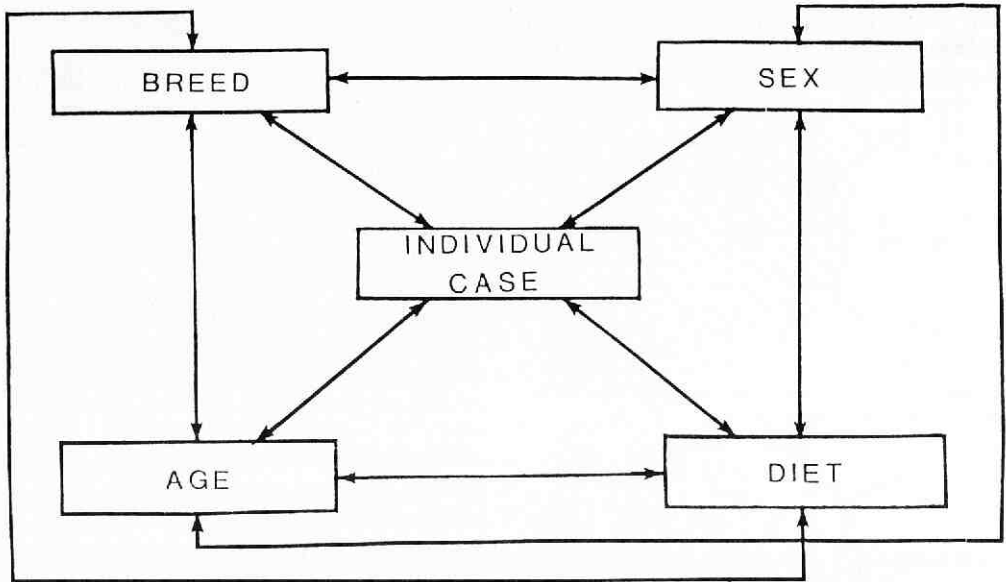 BREED
SEX
INDIVIDUAL
CASE
AGE
DIET